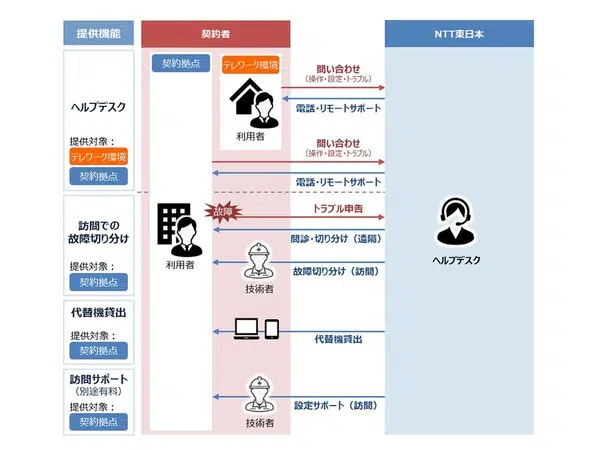 提供機能
契約者
NTT東日本
ヘルプデスク
提供対象：
テレワーク環境
契約拠点
契約拠点
テレワーク環境
利用者
問い合わせ
（操作・設定・トラブル）
電話・リモートサポート
問い合わせ
（操作・設定・トラブル）
電話・リモートサポート
訪問での
故障切り分け
提供対象：
契約拠点
利用者
故障
トラブル申告
問診・切り分け（遠隔）
技術者
故障切り分け（訪問）
ヘルプデスク
代替機貸出
提供対象：
契約拠点
代替機貸出
訪問サポート
（別途有料）
提供対象：
契約拠点
技術者
設定サポート（訪問）